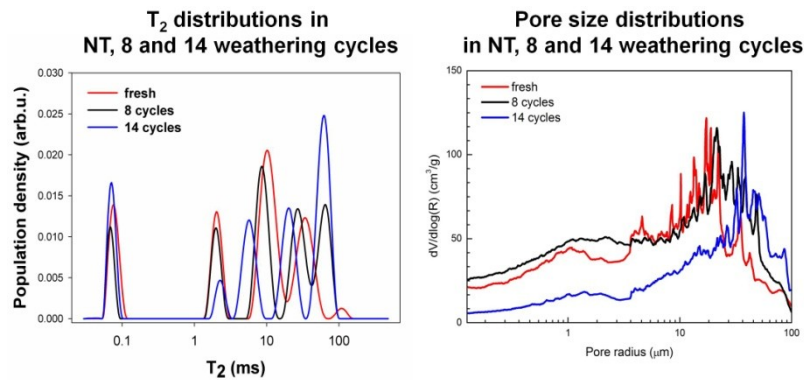 T2 distributions in
NT, 8 and 14 weathering cycles
Population density (arb.u.)
0.030
0.025
0.020
0.015
0.010
0.005
0.000
fresh
8 cycles
14 cycles
0.1
1
10
100
T2 (ms)
Pore size distributions
in NT, 8 and 14 weathering cycles
dV/dlog(R) (cm³/g)
150
100
50
0
fresh
8 cycles
14 cycles
1
10
100
Pore radius (µm)